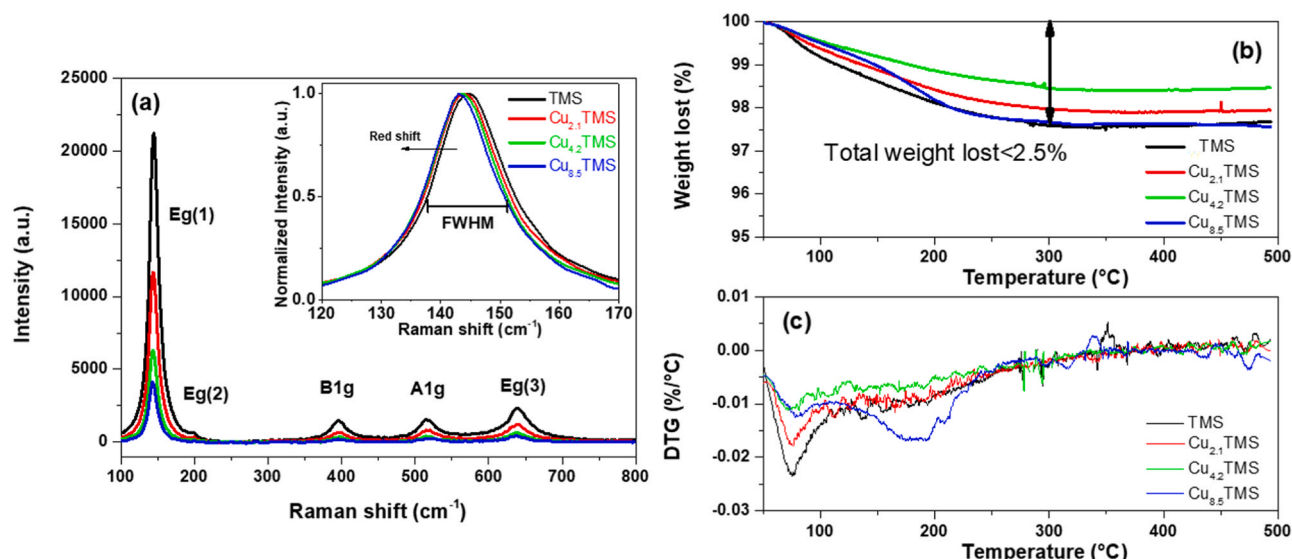 (a)
Intensity (a.u.)
25000
20000
15000
10000
5000
0
Eg(1)
Eg(2)
B1g
A1g
Eg(3)
100 200 300 400 500 600 700 800
Raman shift (cm⁻¹)
Normalized Intensity (a.u.)
1.0
0.5
0.0
Red shift
FWHM
TMS
Cu₂.₁TMS
Cu₄.₂TMS
Cu₈.₅TMS
120 130 140 150 160 170
Raman shift (cm⁻¹)
(b)
Weight lost (%)
100
99
98
97
96
95
Total weight lost<2.5%
TMS
Cu₂.₁TMS
Cu₄.₂TMS
Cu₈.₅TMS
100 200 300 400 500
Temperature (°C)
(c)
DTG (%/°C)
0.01
0.00
-0.01
-0.02
-0.03
TMS
Cu₂.₁TMS
Cu₄.₂TMS
Cu₈.₅TMS
100 200 300 400 500
Temperature (°C)